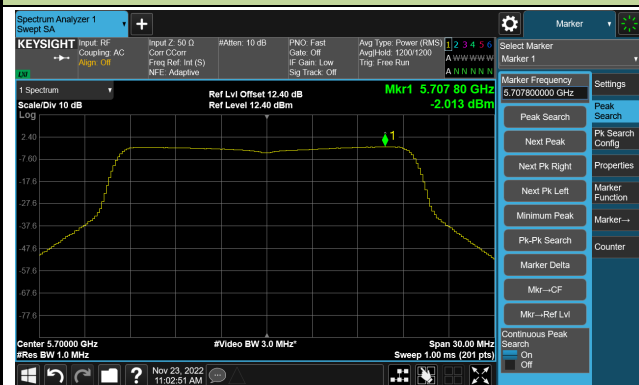 Spectrum Analyzer 1
Swept SA
Marker
KEYSIGHT
Input: RF
Coupling: AC
Align: Off
Input Z: 50 Ω
Corr CCorr
Freq Ref: Int (S)
NFE: Adaptive
#Atten: 10 dB
PNO: Fast
Gate: Off
IF Gain: Low
Sig Track: Off
Avg Type: Power (RMS)
Avg|Hold: 1200/1200
Trig: Free Run
1 2 3 4 5 6
A W W W W W
A N N N N N
LXI
Select Marker
Marker 1
1 Spectrum
Scale/Div 10 dB
Log
Ref Lvl Offset 12.40 dB
Ref Level 12.40 dBm
Mkr1 5.707 80 GHz
-2.013 dBm
1
2.40
-7.60
-17.6
-27.6
-37.6
-47.6
-57.6
-67.6
-77.6
Center 5.70000 GHz
#Res BW 1.0 MHz
#Video BW 3.0 MHz*
Span 30.00 MHz
Sweep 1.00 ms (201 pts)
Marker Frequency
5.707800000 GHz
Peak Search
Next Peak
Next Pk Right
Next Pk Left
Minimum Peak
Pk-Pk Search
Marker Delta
Mkr→CF
Mkr→Ref Lvl
Continuous Peak
Search
On
Off
Settings
Peak
Search
Pk Search
Config
Properties
Marker
Function
Marker→
Counter
?
Nov 23, 2022
11:02:51 AM